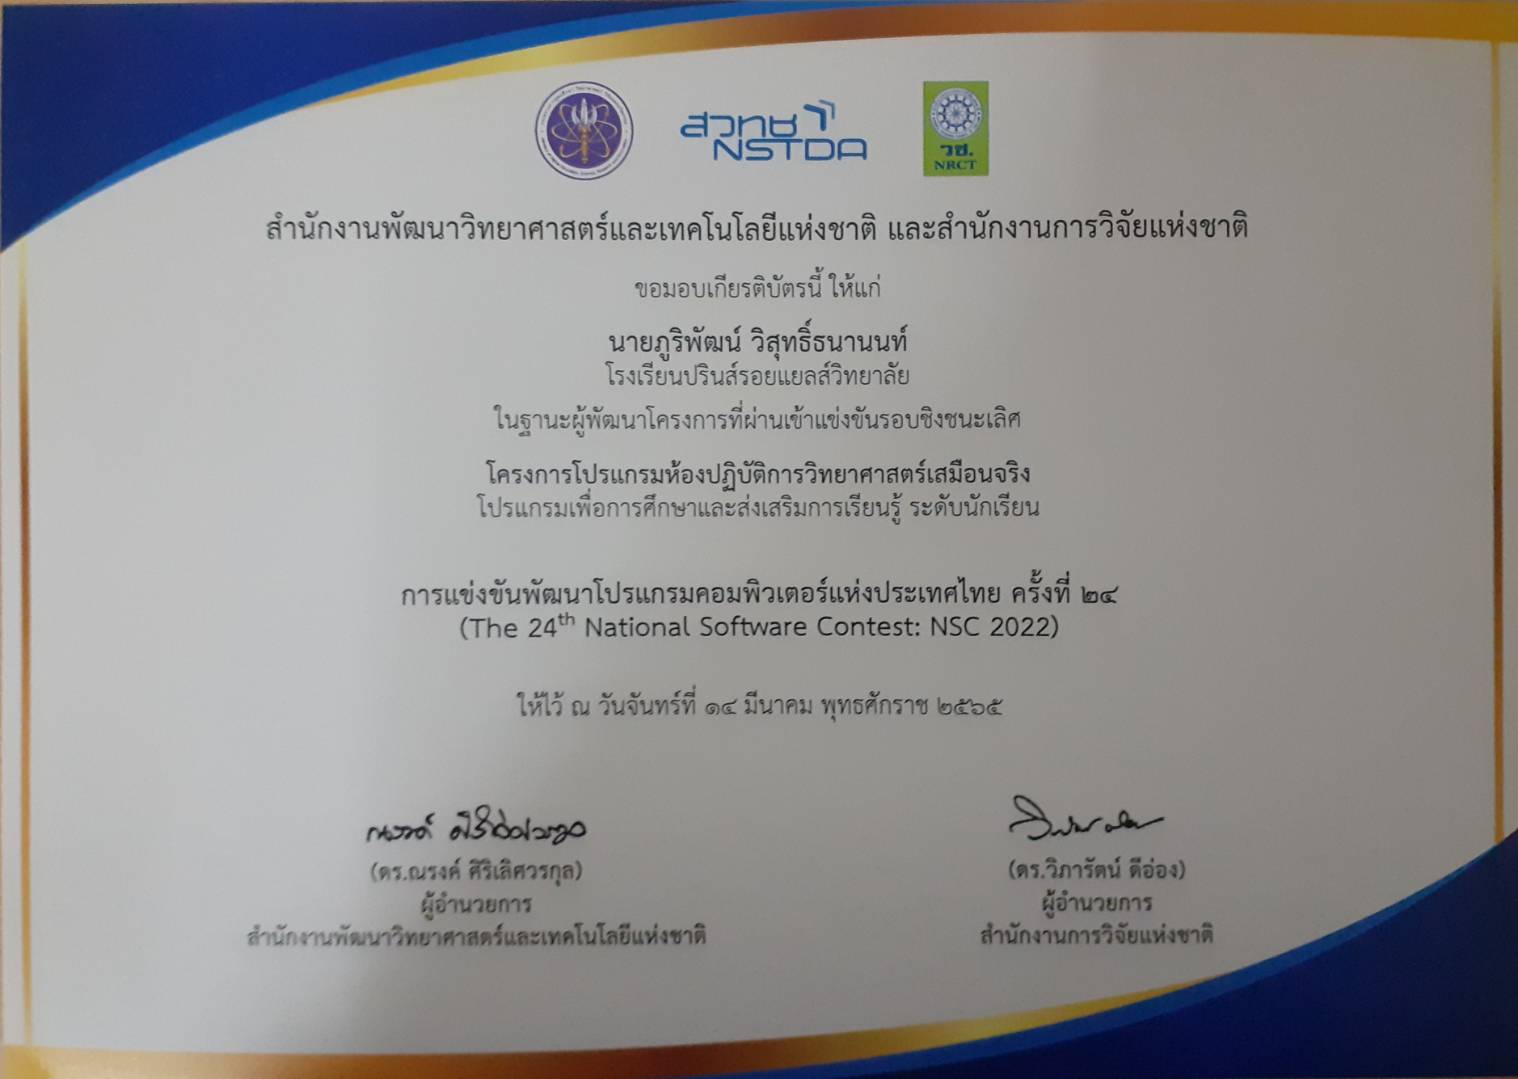 สวทช
NSTDA
วช.
NRCT
สำนักงานพัฒนาวิทยาศาสตร์และเทคโนโลยีแห่งชาติ และสำนักงานการวิจัยแห่งชาติ
ขอมอบเกียรติบัตรนี้ ให้แก่
นายภูริพัฒน์ วิสุทธิ์ธนานนท์
โรงเรียนปรินส์รอยแยลส์วิทยาลัย
ในฐานะผู้พัฒนาโครงการที่ผ่านเข้าแข่งขันรอบชิงชนะเลิศ
โครงการโปรแกรมห้องปฏิบัติการวิทยาศาสตร์เสมือนจริง
โปรแกรมเพื่อการศึกษาและส่งเสริมการเรียนรู้ ระดับนักเรียน
การแข่งขันพัฒนาโปรแกรมคอมพิวเตอร์แห่งประเทศไทย ครั้งที่ ๒๔
(The 24th National Software Contest: NSC 2022)
ให้ไว้ ณ วันจันทร์ที่ ๑๔ มีนาคม พุทธศักราช ๒๕๖๕
(ดร.ณรงค์ ศิริเลิศวรกุล)
ผู้อำนวยการ
สำนักงานพัฒนาวิทยาศาสตร์และเทคโนโลยีแห่งชาติ
(ดร.วิภารัตน์ ดีอ่อง)
ผู้อำนวยการ
สำนักงานการวิจัยแห่งชาติ